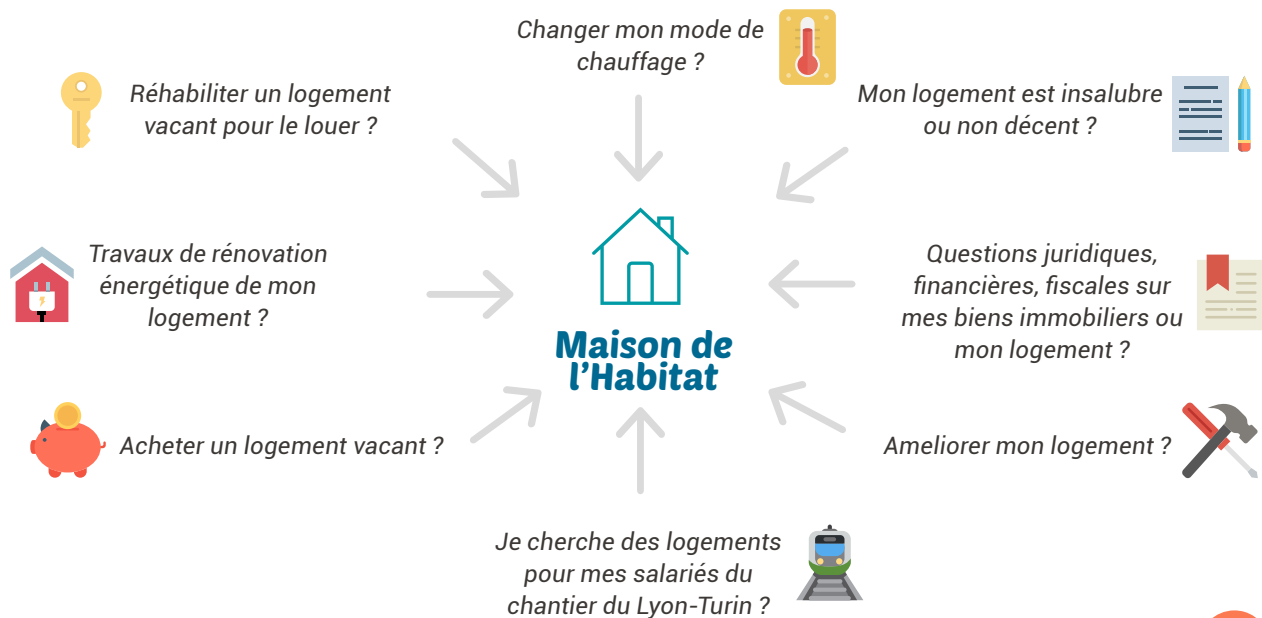 Changer mon mode de
chauffage ?
Réhabiliter un logement
vacant pour le louer ?
Mon logement est insalubre
ou non décent ?
Travaux de rénovation
énergétique de mon
logement ?
Questions juridiques,
financières, fiscales sur
mes biens immobiliers ou
mon logement ?
Maison de
l'Habitat
Acheter un logement vacant ?
Ameliorer mon logement ?
Je cherche des logements
pour mes salariés du
chantier du Lyon-Turin ?